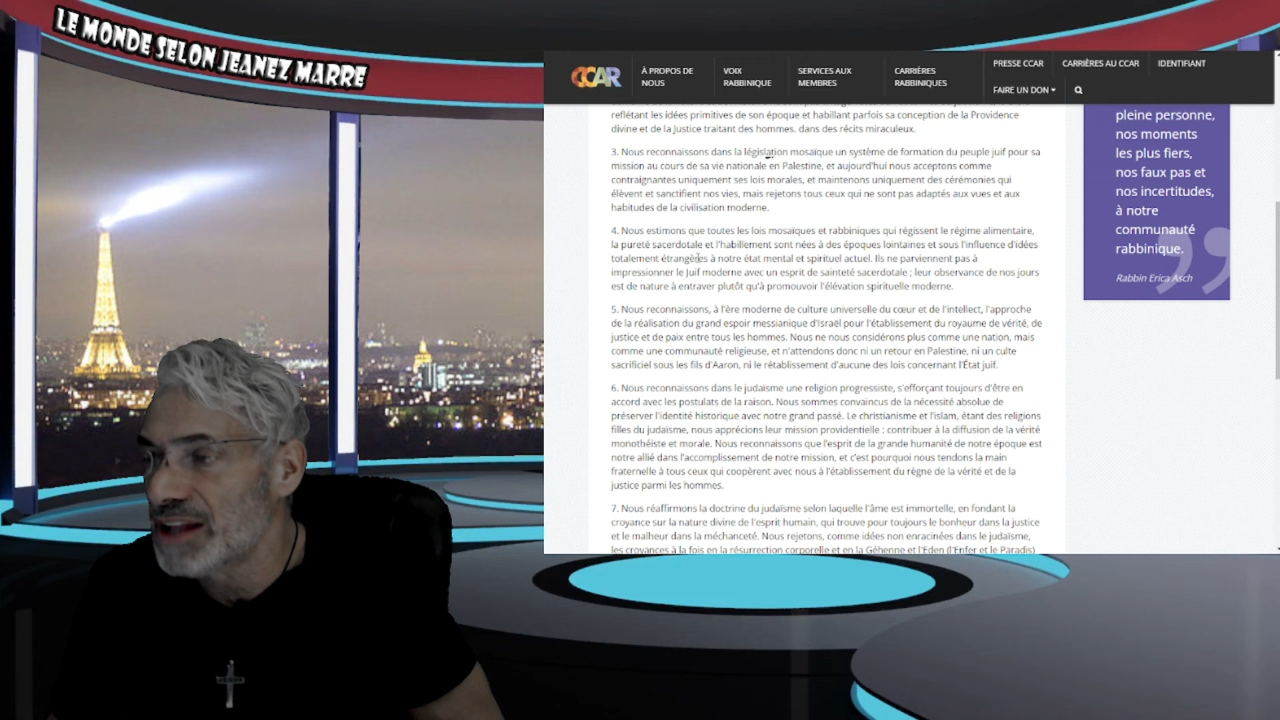 LE MONDE SELON JEANEZ MARRE
CCAR
À PROPOS DE
NOUS
VOIX
RABBINIQUE
SERVICES AUX
MEMBRES
CARRIÈRES
RABBINIQUES
PRESSE CCAR
CARRIÈRES AU CCAR
IDENTIFIANT
FAIRE UN DON
reflétant les idées primitives de son époque et habillant parfois sa conception de la Providence
divine et de la Justice traitant des hommes. dans des récits miraculeux.
3. Nous reconnaissons dans la législation mosaïque un système de formation du peuple juif pour sa
mission au cours de sa vie nationale en Palestine, et aujourd'hui nous acceptons comme
contraignantes uniquement ses lois morales, et maintenons uniquement des cérémonies qui
élèvent et sanctifient nos vies, mais rejetons tous ceux qui ne sont pas adaptés aux vues et aux
habitudes de la civilisation moderne.
4. Nous estimons que toutes les lois mosaïques et rabbiniques qui régissent le régime alimentaire,
la pureté sacerdotale et l'habillement sont nées à des époques lointaines et sous l'influence d'idées
totalement étrangères à notre état mental et spirituel actuel. Ils ne parviennent pas à
impressionner le Juif moderne avec un esprit de sainteté sacerdotale ; leur observance de nos jours
est de nature à entraver plutôt qu'à promouvoir l'élévation spirituelle moderne.
5. Nous reconnaissons, à l'ère moderne de culture universelle du cœur et de l'intellect, l'approche
de la réalisation du grand espoir messianique d'Israël pour l'établissement du royaume de vérité, de
justice et de paix entre tous les hommes. Nous ne nous considérons plus comme une nation, mais
comme une communauté religieuse, et n'attendons donc ni un retour en Palestine, ni un culte
sacrificiel sous les fils d'Aaron, ni le rétablissement d'aucune des lois concernant l'État juif.
6. Nous reconnaissons dans le judaïsme une religion progressiste, s'efforçant toujours d'être en
accord avec les postulats de la raison. Nous sommes convaincus de la nécessité absolue de
préserver l'identité historique avec notre grand passé. Le christianisme et l'islam, étant des religions
filles du judaïsme, nous apprécions leur mission providentielle : contribuer à la diffusion de la vérité
monothéiste et morale. Nous reconnaissons que l'esprit de la grande humanité de notre époque est
notre allié dans l'accomplissement de notre mission, et c'est pourquoi nous tendons la main
fraternelle à tous ceux qui coopèrent avec nous à l'établissement du règne de la vérité et de la
justice parmi les hommes.
7. Nous réaffirmons la doctrine du judaïsme selon laquelle l'âme est immortelle, en fondant la
croyance sur la nature divine de l'esprit humain, qui trouve pour toujours le bonheur dans la justice
et le malheur dans la méchanceté. Nous rejetons, comme idées non enracinées dans le judaïsme,
les croyances à la fois en la résurrection corporelle et en la Géhenne et l'Eden (l'Enfer et le Paradis)
pleine personne,
nos moments
les plus fiers,
nos faux pas et
nos incertitudes,
à notre
communauté
rabbinique.
Rabbin Erica Asch